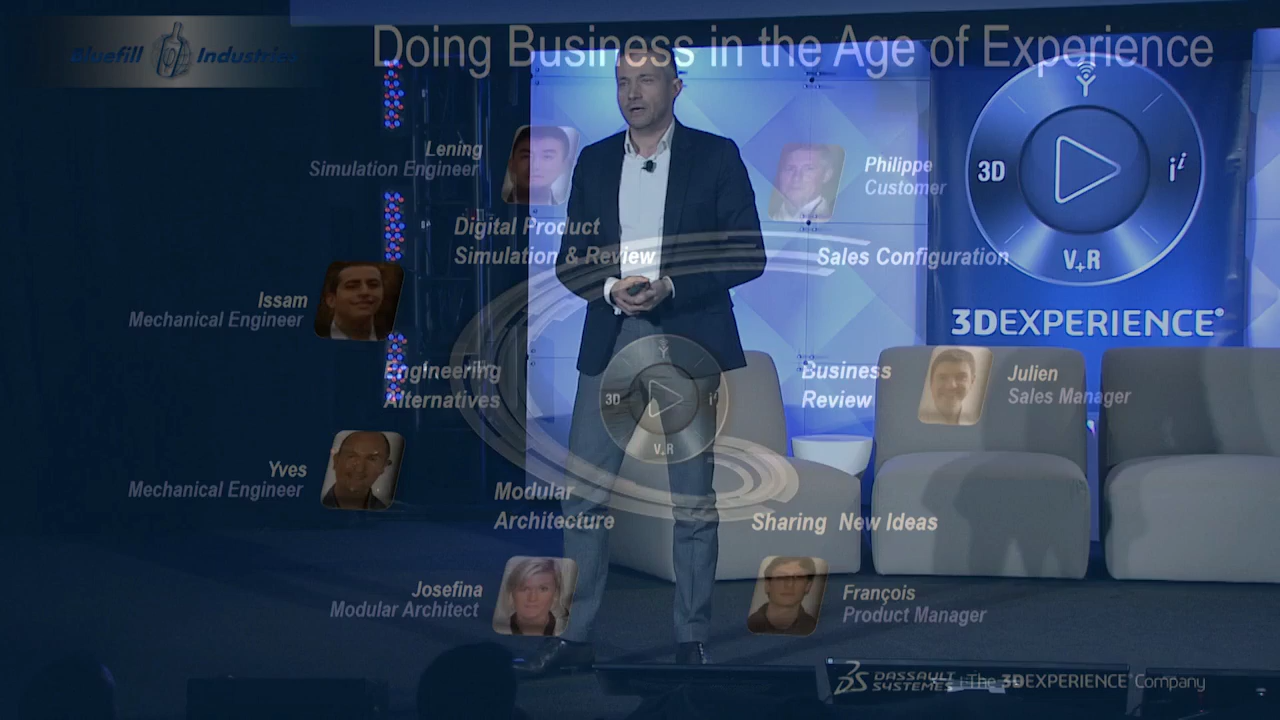 Bluefill Industries
Doing Business in the Age of Experience
Lening
Simulation Engineer
Philippe
Customer
3D
i²
V+R
3DEXPERIENCE®
Digital Product
Simulation & Review
Sales Configuration
Issam
Mechanical Engineer
Engineering
Alternatives
3D
V+R
Business
Review
Julien
Sales Manager
Yves
Mechanical Engineer
Modular
Architecture
Sharing New Ideas
Josefina
Modular Architect
François
Product Manager
DASSAULT SYSTEMES | The 3DEXPERIENCE® Company